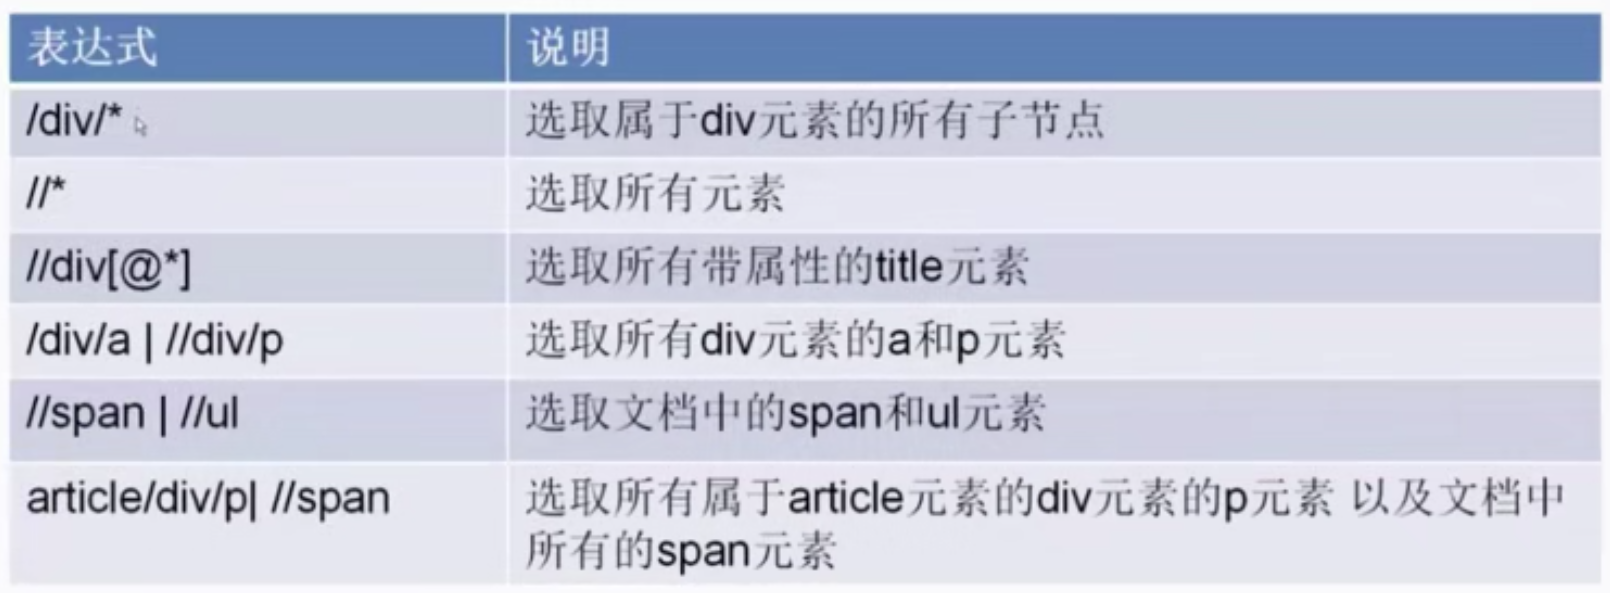 表达式 说明
/div/* 选取属于div元素的所有子节点
//* 选取所有元素
//div[@*] 选取所有带属性的title元素
/div/a | //div/p 选取所有div元素的a和p元素
//span | //ul 选取文档中的span和ul元素
article/div/p| //span 选取所有属于article元素的div元素的p元素 以及文档中
所有的span元素